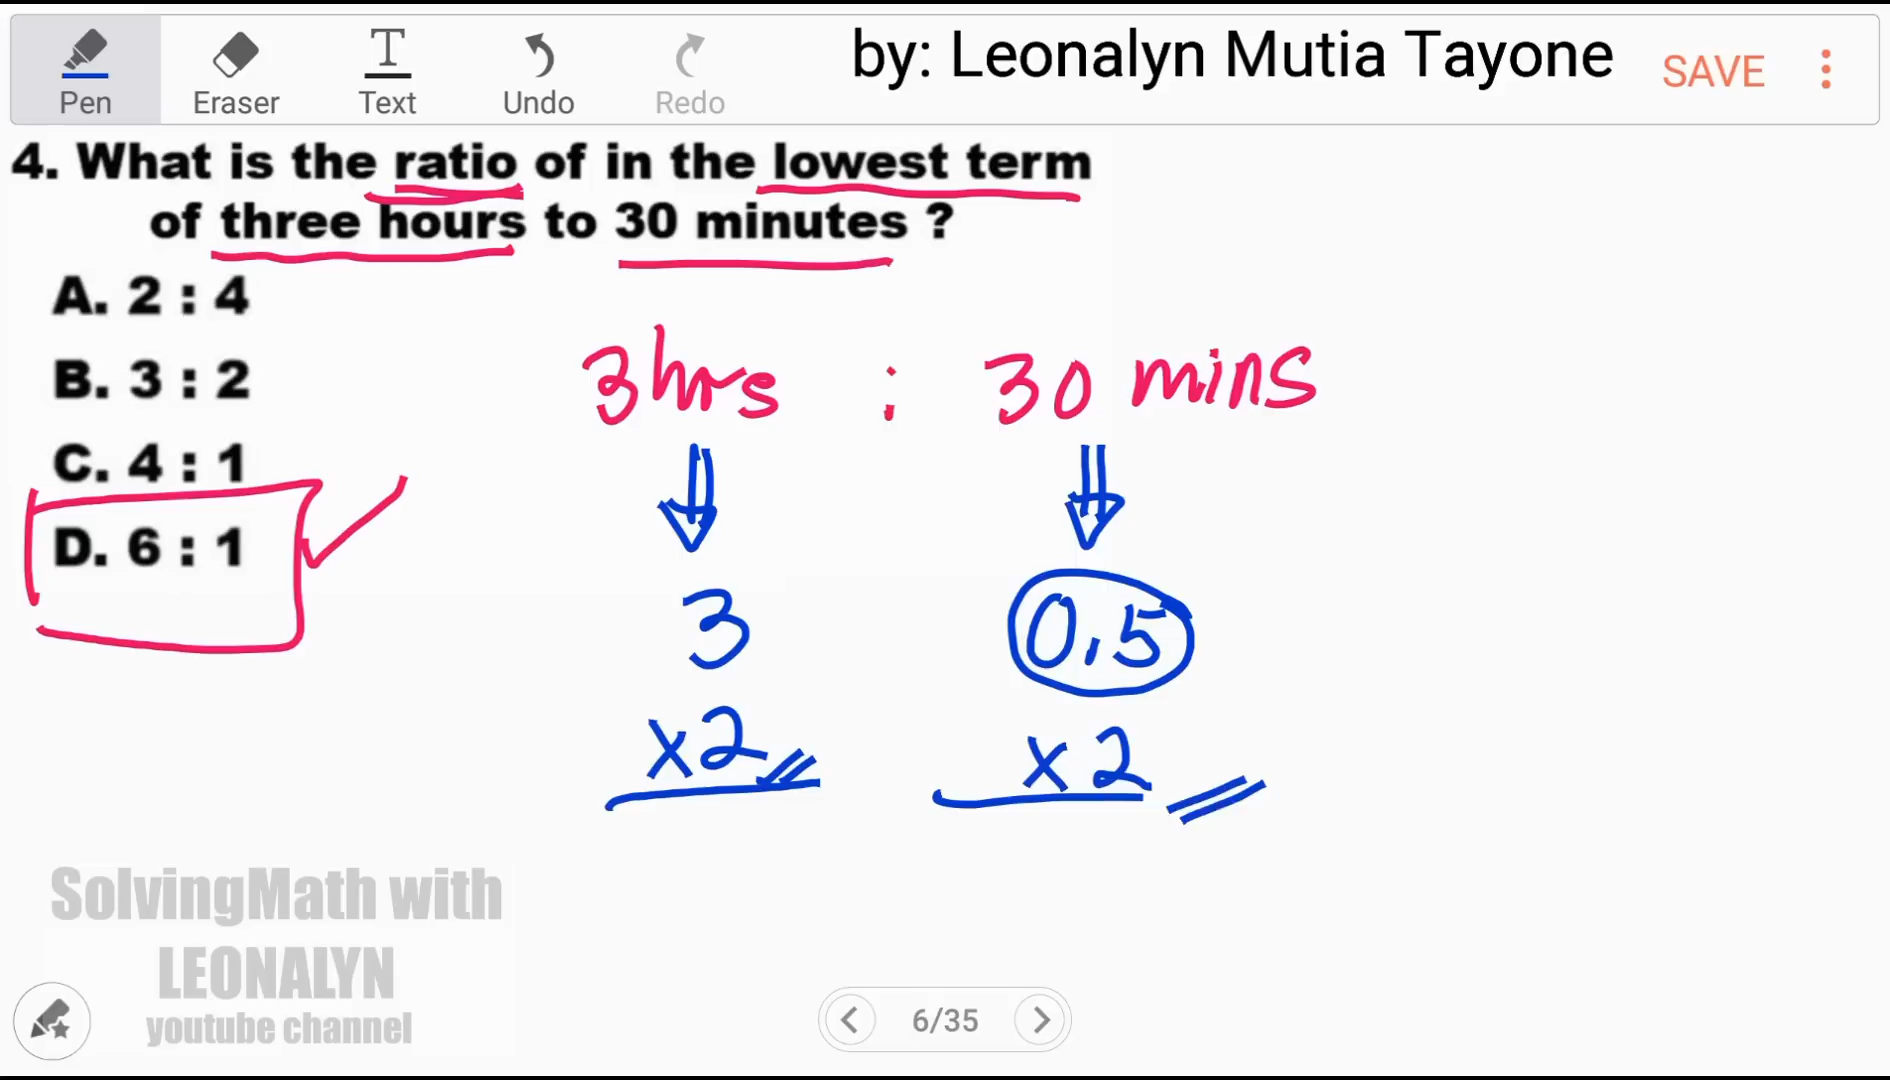 Pen Eraser Text Undo Redo by: Leonalyn Mutia Tayone SAVE
4. What is the ratio of in the lowest term
of three hours to 30 minutes ?
A. 2 : 4
B. 3 : 2
C. 4 : 1
D. 6 : 1
3 hrs : 30 mins
3 0.5
x2 x2
SolvingMath with
LEONALYN
youtube channel
6/35